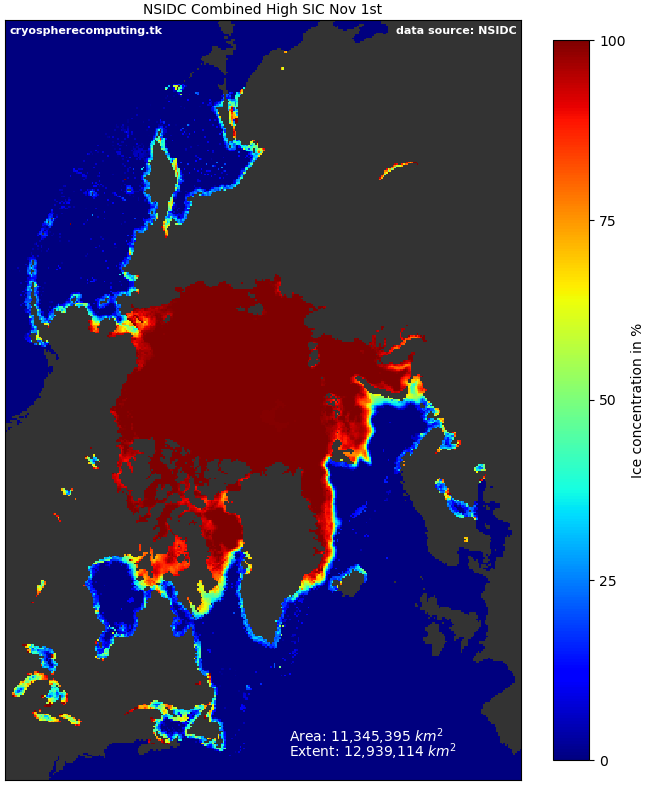 NSIDC Combined High SIC Nov 1st
cryospherecomputing.tk
data source: NSIDC
100
75
50
25
0
Ice concentration in %
Area: 11,345,395 km²
Extent: 12,939,114 km²